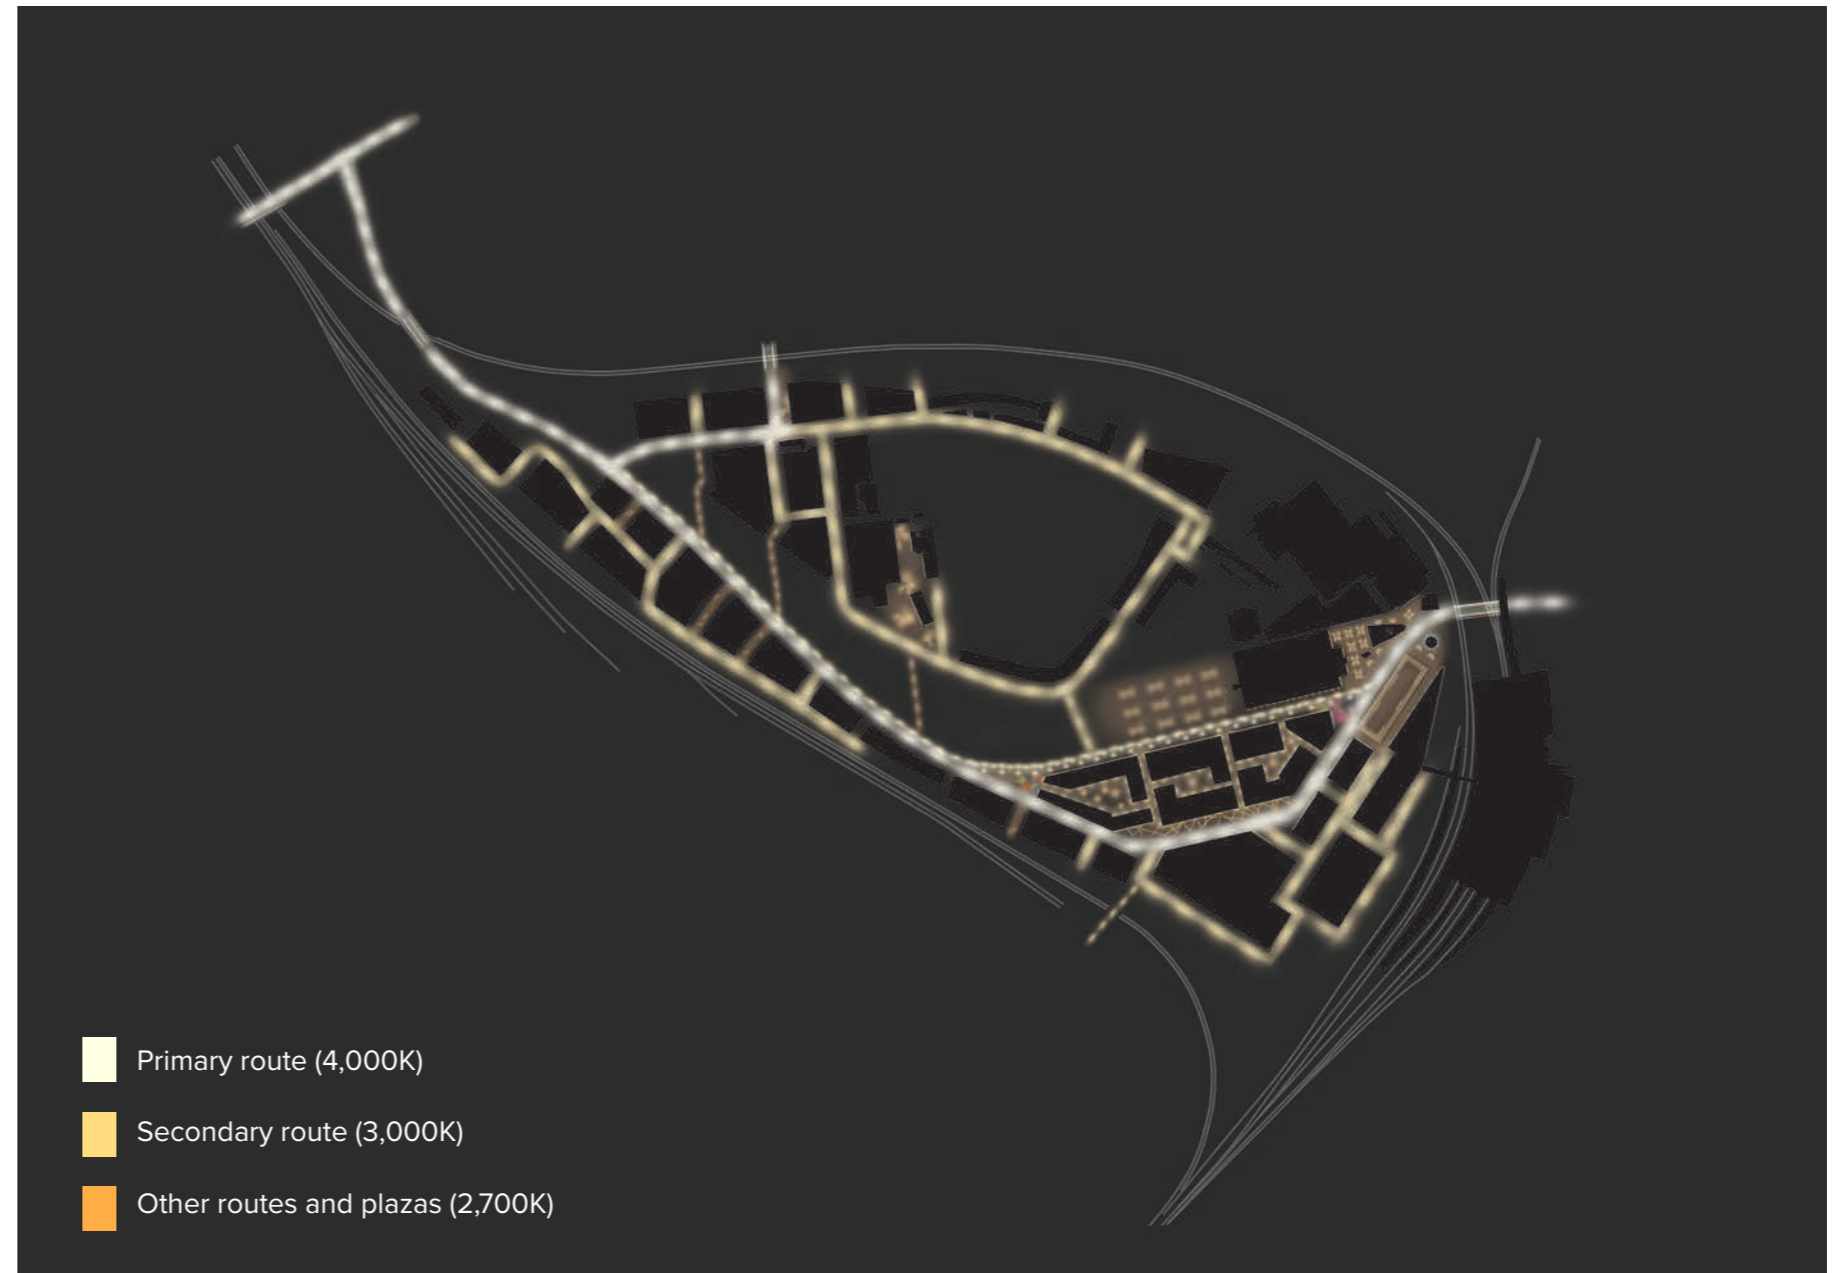 Primary route (4,000K)
Secondary route (3,000K)
Other routes and plazas (2,700K)